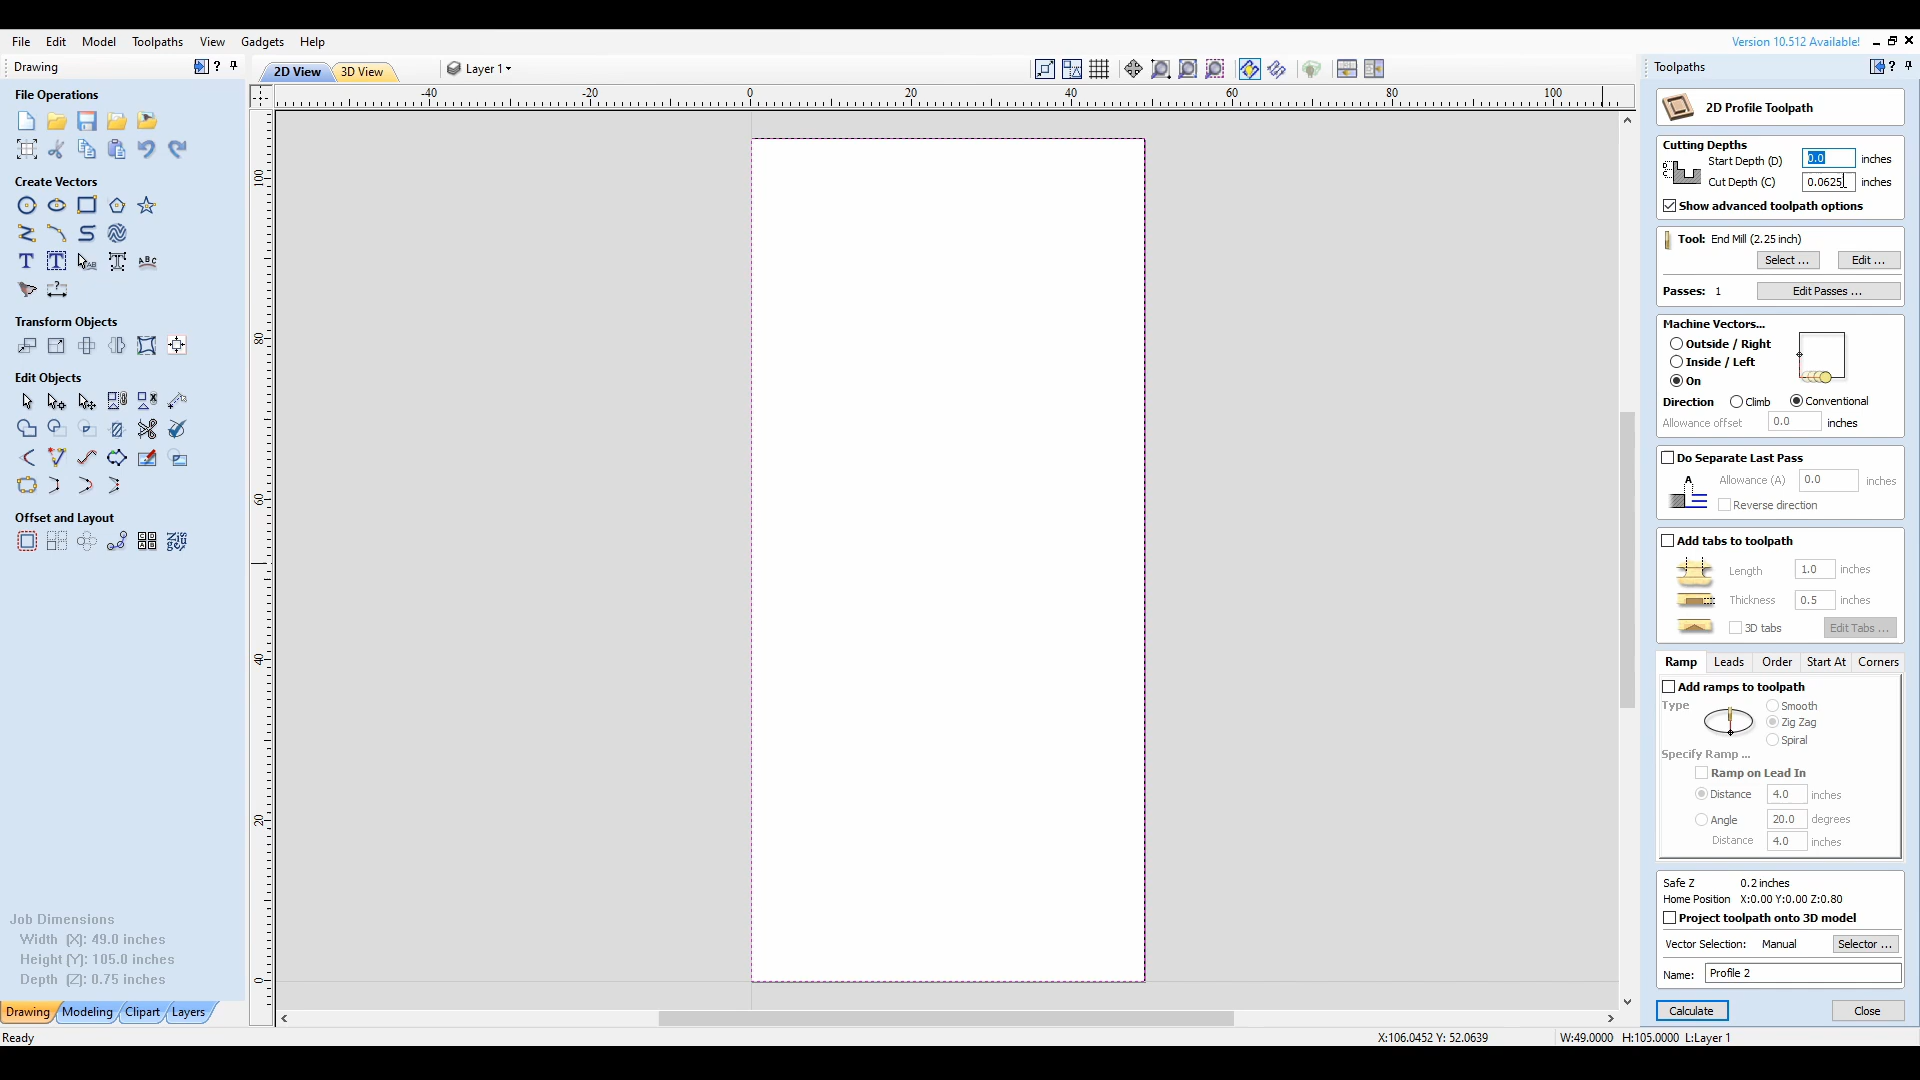 File Edit Model Toolpaths View Gadgets Help
Version 10.512 Available!
Drawing
File Operations
Create Vectors
Transform Objects
Edit Objects
Offset and Layout
Job Dimensions
Width (X): 49.0 inches
Height (Y): 105.0 inches
Depth (Z): 0.75 inches
Drawing Modeling Clipart Layers
Ready
2D View 3D View Layer 1
-40 -20 0 20 40 60 80 100
100
80
60
40
20
0
X:106.0452 Y: 52.0639
W:49.0000 H:105.0000 L:Layer 1
Toolpaths
2D Profile Toolpath
Cutting Depths
Start Depth (D) 0.0 inches
Cut Depth (C) 0.0625 inches
Show advanced toolpath options
Tool: End Mill (2.25 inch)
Select ... Edit ...
Passes: 1 Edit Passes ...
Machine Vectors...
Outside / Right
Inside / Left
On
Direction Climb Conventional
Allowance offset 0.0 inches
Do Separate Last Pass
A Allowance (A) 0.0 inches
Reverse direction
Add tabs to toolpath
Length 1.0 inches
Thickness 0.5 inches
3D tabs Edit Tabs ...
Ramp Leads Order Start At Corners
Add ramps to toolpath
Type
Smooth
Zig Zag
Spiral
Specify Ramp ...
Ramp on Lead In
Distance 4.0 inches
Angle 20.0 degrees
Distance 4.0 inches
Safe Z 0.2 inches
Home Position X:0.00 Y:0.00 Z:0.80
Project toolpath onto 3D model
Vector Selection: Manual Selector ...
Name: Profile 2
Calculate Close